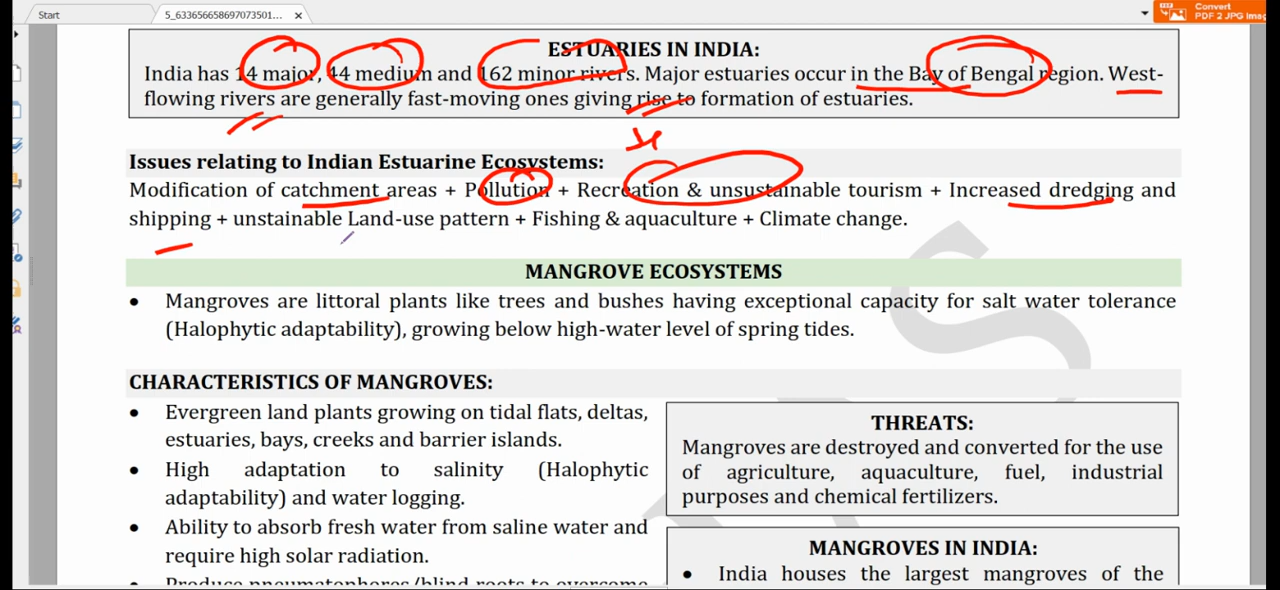 Start
5_633656658697073501...
Convert
PDF 2 JPG Imag
ESTUARIES IN INDIA:
India has 14 major, 44 medium and 162 minor rivers. Major estuaries occur in the Bay of Bengal region. West-
flowing rivers are generally fast-moving ones giving rise to formation of estuaries.
Issues relating to Indian Estuarine Ecosystems:
Modification of catchment areas + Pollution + Recreation & unsustainable tourism + Increased dredging and
shipping + unstainable Land-use pattern + Fishing & aquaculture + Climate change.
MANGROVE ECOSYSTEMS
• Mangroves are littoral plants like trees and bushes having exceptional capacity for salt water tolerance
(Halophytic adaptability), growing below high-water level of spring tides.
CHARACTERISTICS OF MANGROVES:
• Evergreen land plants growing on tidal flats, deltas,
estuaries, bays, creeks and barrier islands.
• High adaptation to salinity (Halophytic
adaptability) and water logging.
• Ability to absorb fresh water from saline water and
require high solar radiation.
Produce pneumatophores/blind roots to overcome
THREATS:
Mangroves are destroyed and converted for the use
of agriculture, aquaculture, fuel, industrial
purposes and chemical fertilizers.
MANGROVES IN INDIA:
• India houses the largest mangroves of the